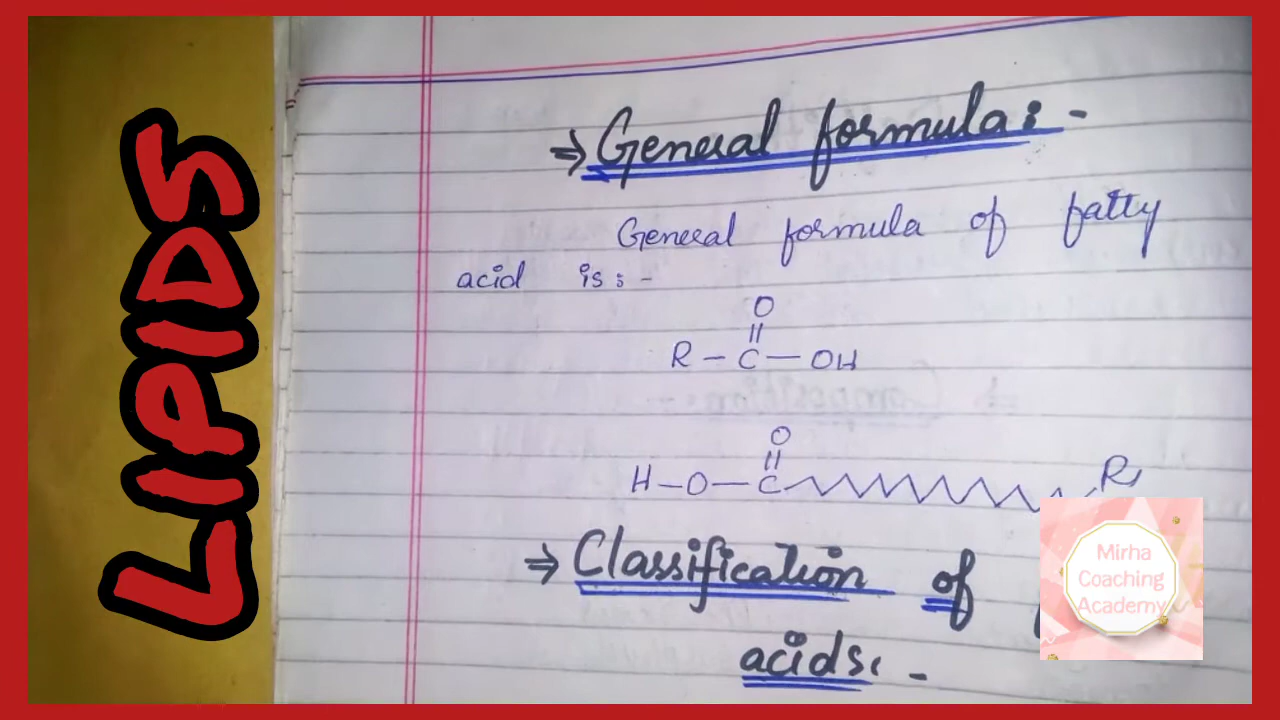 LIPIDS
⇒ General formula:-
General formula of fatty
acid is:-
O
||
R - C - OH
O
||
H - O - C R
⇒ Classification of
acids:-
Mirha
Coaching
Academy